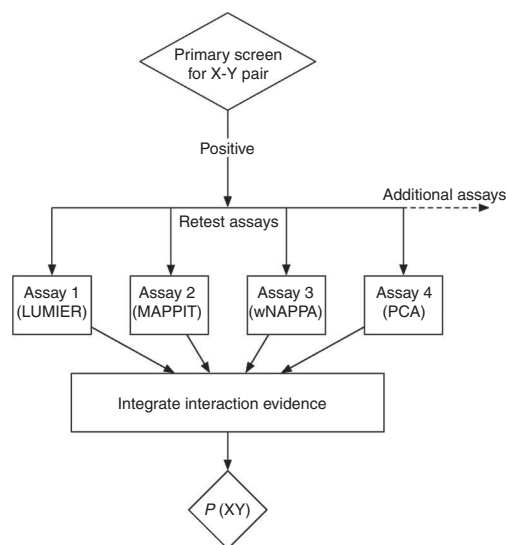 Primary screen
for X-Y pair
Positive
Additional assays
Retest assays
Assay 1
(LUMIER)
Assay 2
(MAPPIT)
Assay 3
(wNAPPA)
Assay 4
(PCA)
Integrate interaction evidence
P (XY)